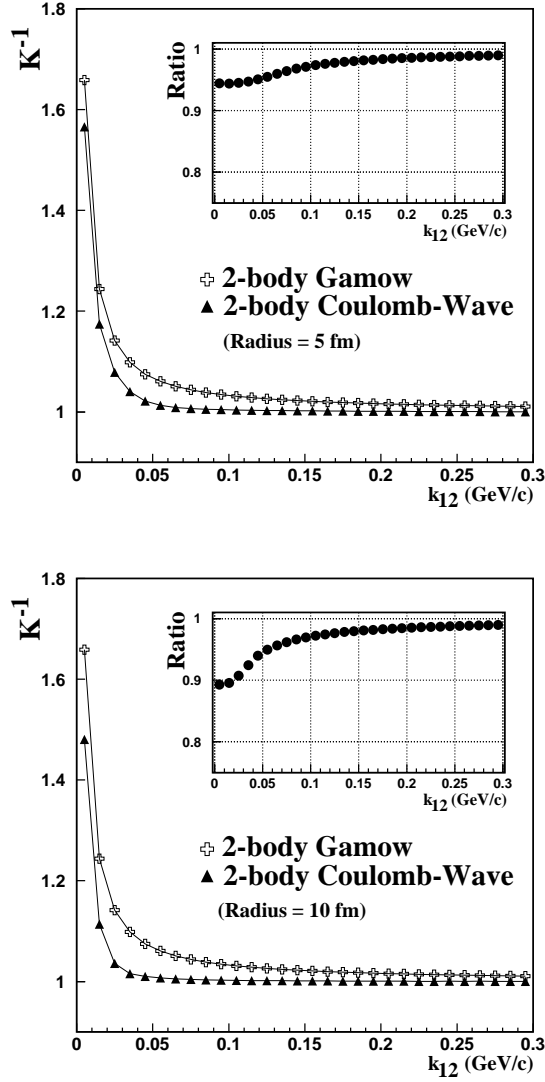 K-1
1.8
1.6
1.4
1.2
1
0 0.05 0.1 0.15 0.2 0.25 0.3
k12 (GeV/c)
Ratio
1
0.9
0.8
0 0.05 0.1 0.15 0.2 0.25 0.3
k12 (GeV/c)
2-body Gamow
2-body Coulomb-Wave
(Radius = 5 fm)
K-1
1.8
1.6
1.4
1.2
1
0 0.05 0.1 0.15 0.2 0.25 0.3
k12 (GeV/c)
Ratio
1
0.9
0.8
0 0.05 0.1 0.15 0.2 0.25 0.3
k12 (GeV/c)
2-body Gamow
2-body Coulomb-Wave
(Radius = 10 fm)